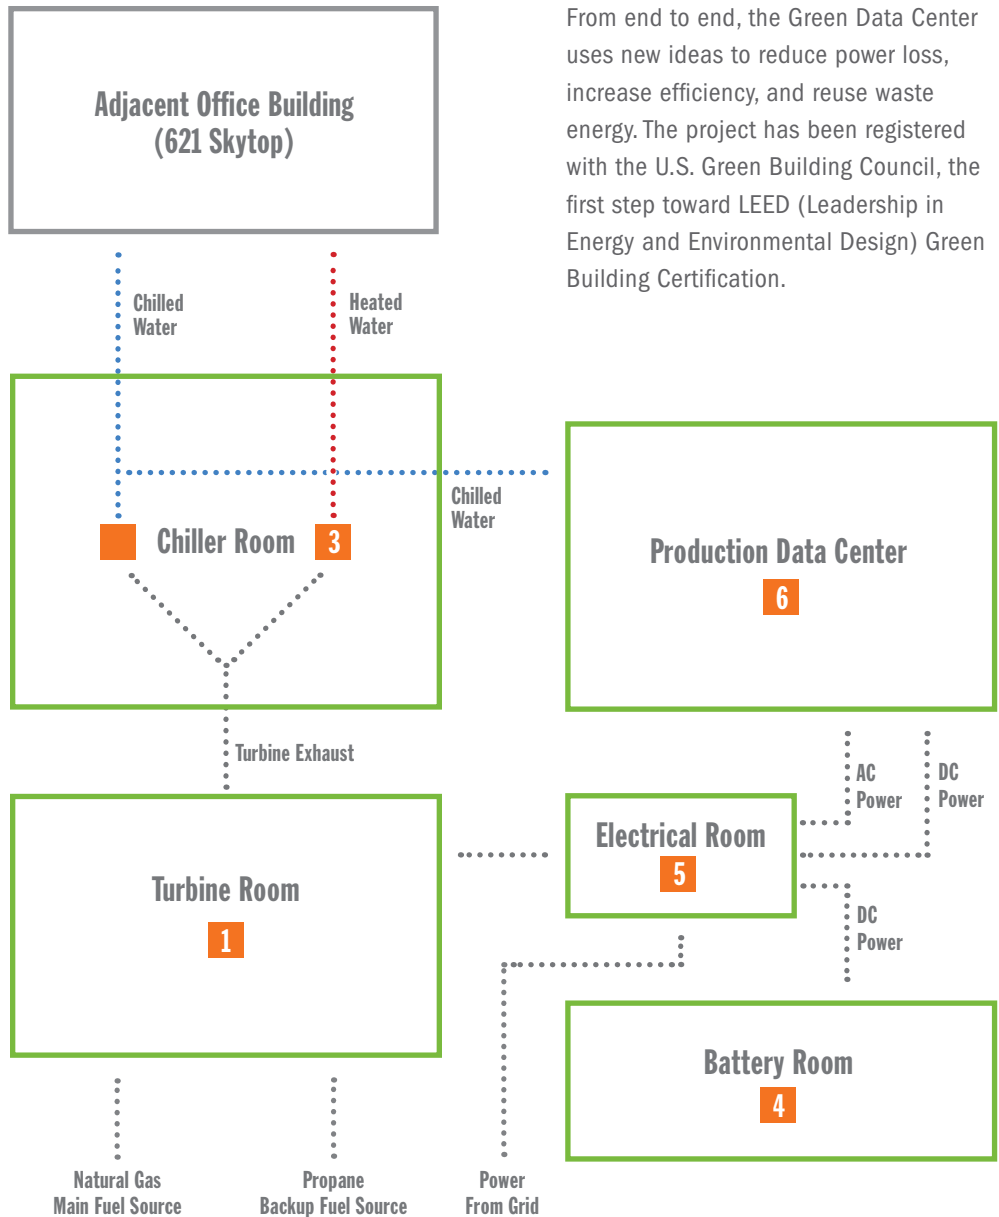 From end to end, the Green Data Center
uses new ideas to reduce power loss,
increase efficiency, and reuse waste
energy. The project has been registered
with the U.S. Green Building Council, the
first step toward LEED (Leadership in
Energy and Environmental Design) Green
Building Certification.
Adjacent Office Building
(621 Skytop)
Chilled
Water
Heated
Water
Chilled
Water
Chiller Room
3
Production Data Center
6
Turbine Exhaust
AC
Power
DC
Power
Electrical Room
5
Turbine Room
1
DC
Power
Battery Room
4
Natural Gas
Main Fuel Source
Propane
Backup Fuel Source
Power
From Grid